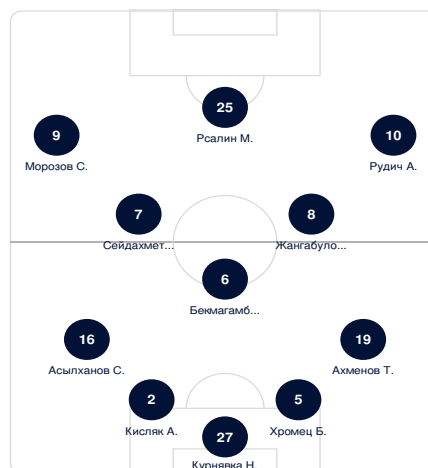 25
Рсалин М.
9
Морозов С.
10
Рудич А.
7
Сейдахмет...
8
Жангабуло...
6
Бекмагамб...
16
Асылханов С.
19
Ахменов Т.
2
Кисляк А.
5
Хромец Б.
27
Курнявка Н.